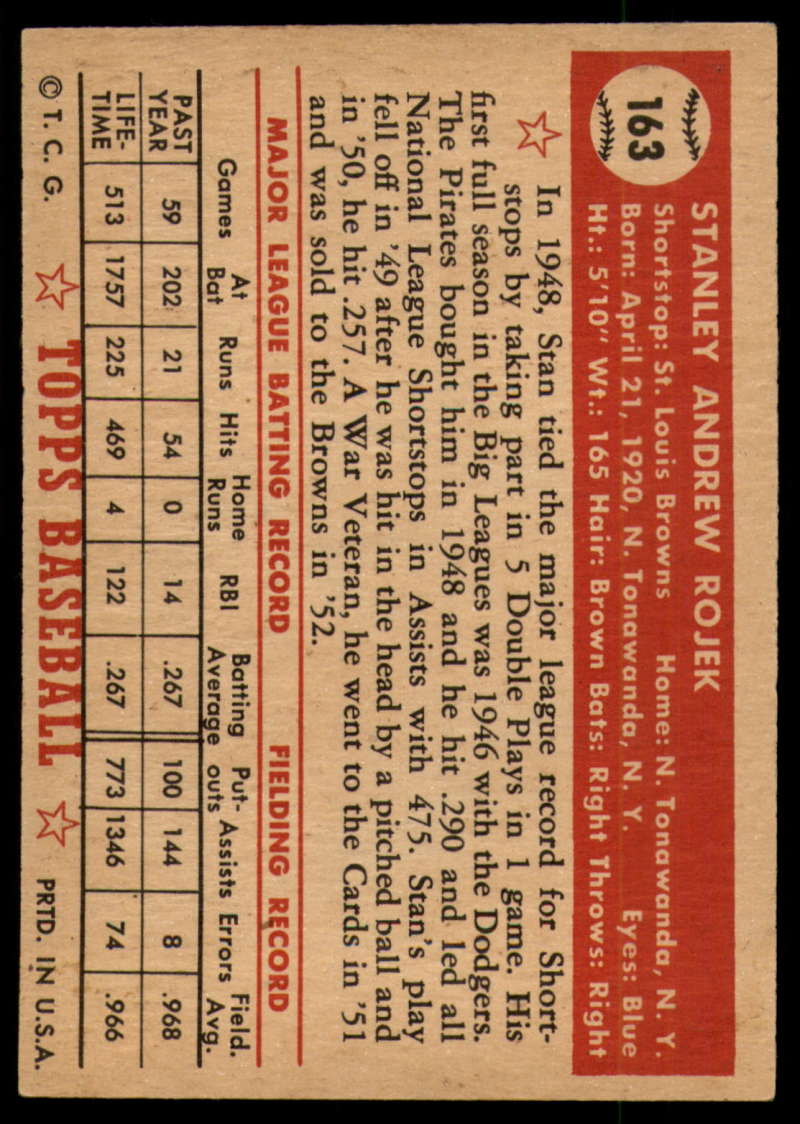 163
STANLEY ANDREW ROJEK
Shortstop: St. Louis Browns Home: N. Tonawanda, N. Y.
Born: April 21, 1920, N. Tonawanda, N. Y. Eyes: Blue
Ht.: 5'10" Wt.: 165 Hair: Brown Bats: Right Throws: Right
In 1948, Stan tied the major league record for Short-
stops by taking part in 5 Double Plays in 1 game. His
first full season in the Big Leagues was 1946 with the Dodgers.
The Pirates bought him in 1948 and he hit .290 and led all
National League Shortstops in Assists with 475. Stan's play
fell off in '49 after he was hit in the head by a pitched ball and
in '50, he hit .257. A War Veteran, he went to the Cards in '51
and was sold to the Browns in '52.
MAJOR LEAGUE BATTING RECORD FIELDING RECORD
Games At Bat Runs Hits Home Runs RBI Batting Average Put-outs Assists Errors Field. Avg.
PAST YEAR 59 202 21 54 0 14 .267 100 144 8 .968
LIFE-TIME 513 1757 225 469 4 122 .267 773 1346 74 .966
© T. C. G. TOPPS BASEBALL PRTD. IN U.S.A.